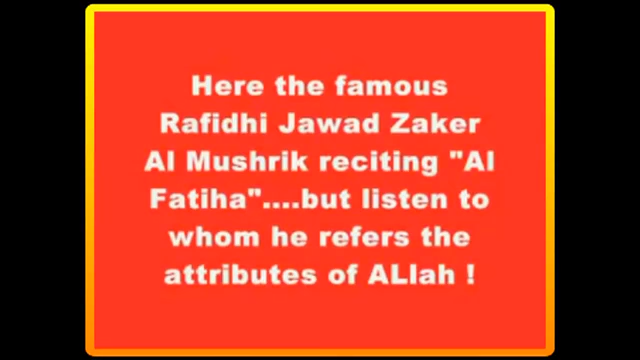 Here the famous
Rafidhi Jawad Zaker
Al Mushrik reciting "Al
Fatiha"....but listen to
whom he refers the
attributes of ALlah !